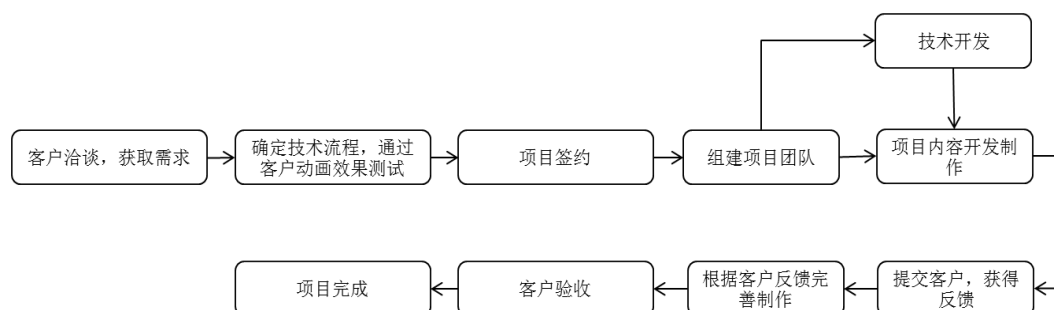 技术开发
客户洽谈，获取需求
确定技术流程，通过
客户动画效果测试
项目签约
组建项目团队
项目内容开发制
作
提交客户，获得
反馈
根据客户反馈完
善制作
客户验收
项目完成